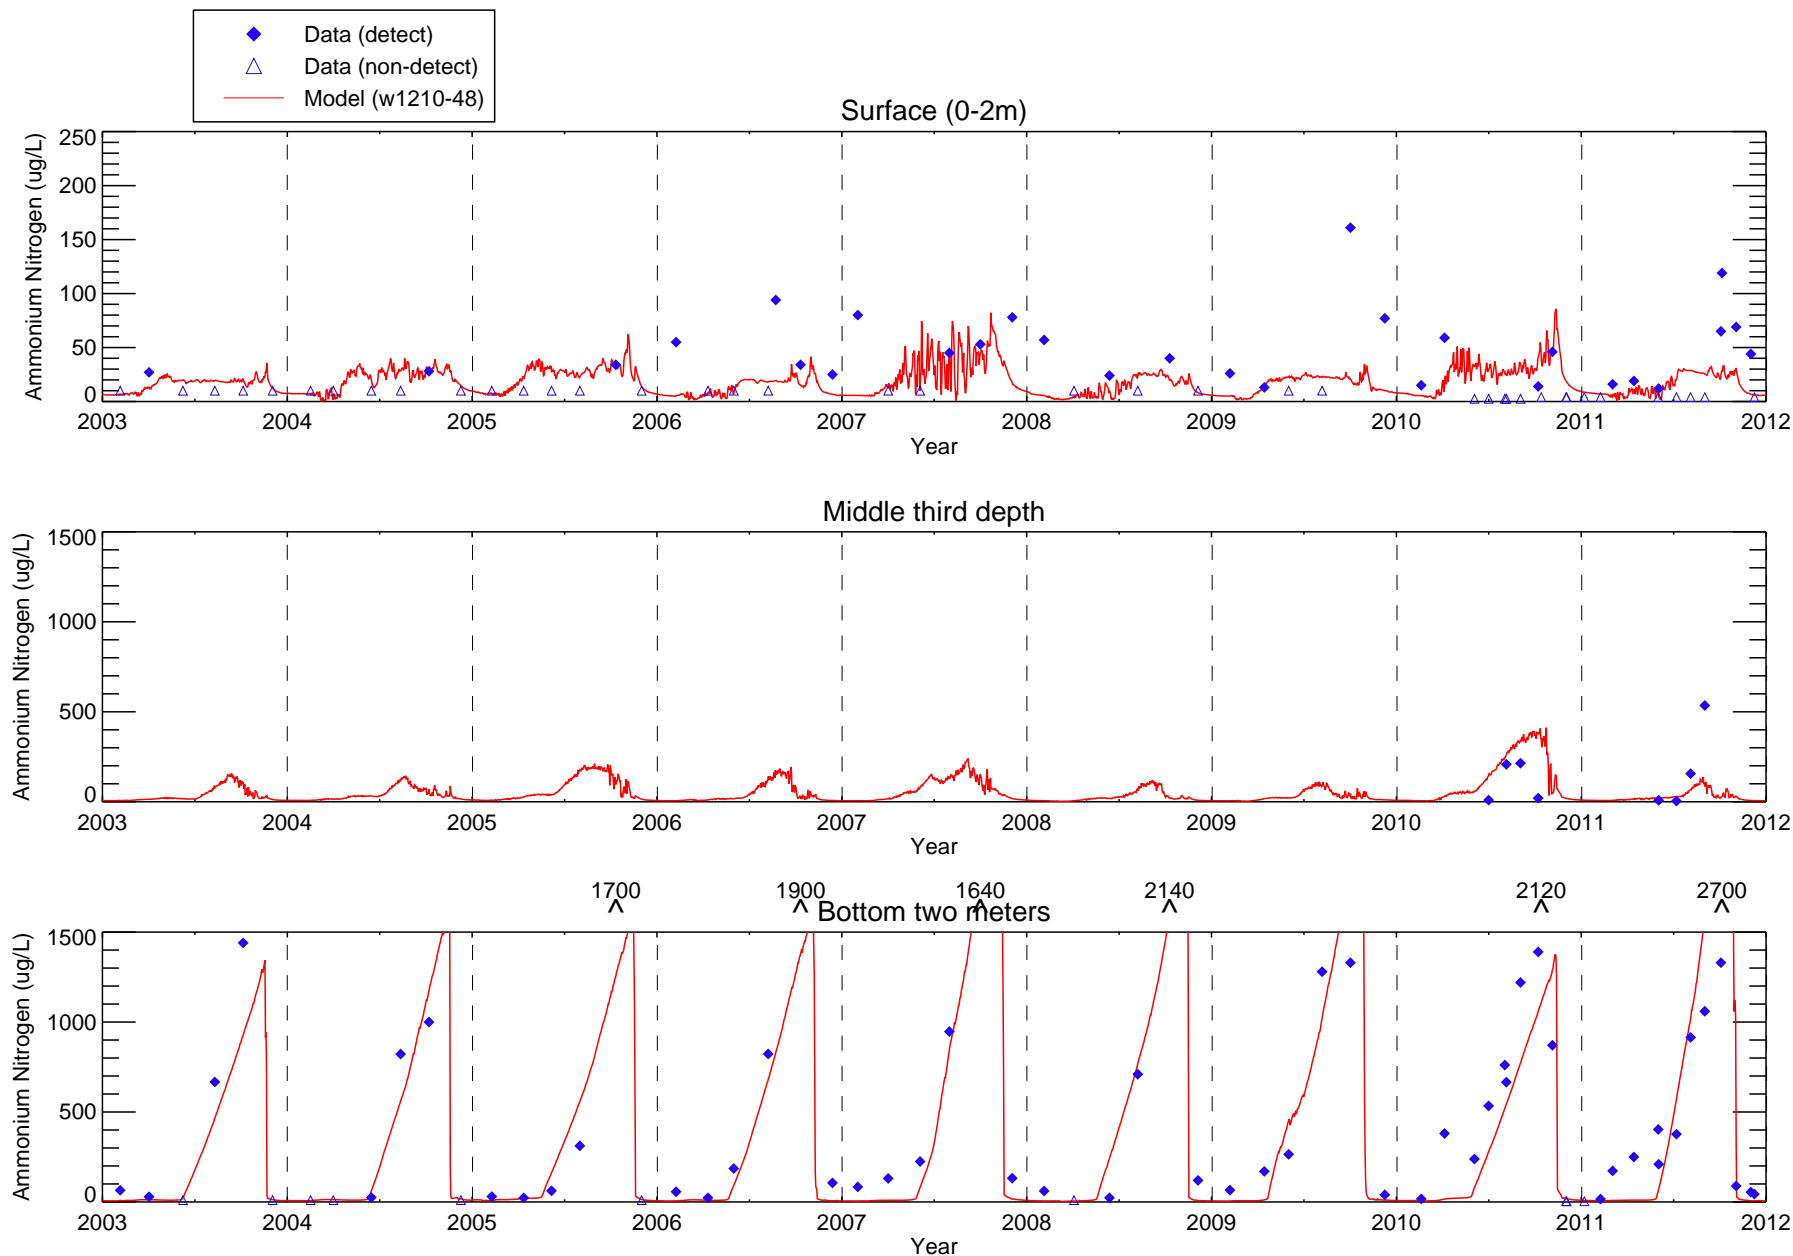 Data (detect)
Data (non-detect)
Model (w1210-48)
Surface (0-2m)
Ammonium Nitrogen (ug/L)
250
200
150
100
50
0
2003 2004 2005 2006 2007 2008 2009 2010 2011 2012
Year
Middle third depth
Ammonium Nitrogen (ug/L)
1500
1000
500
0
2003 2004 2005 2006 2007 2008 2009 2010 2011 2012
Year
1700 1900 1640 2140 2120 2700
^ ^ ^ ^ ^ ^
Bottom two meters
Ammonium Nitrogen (ug/L)
1500
1000
500
0
2003 2004 2005 2006 2007 2008 2009 2010 2011 2012
Year